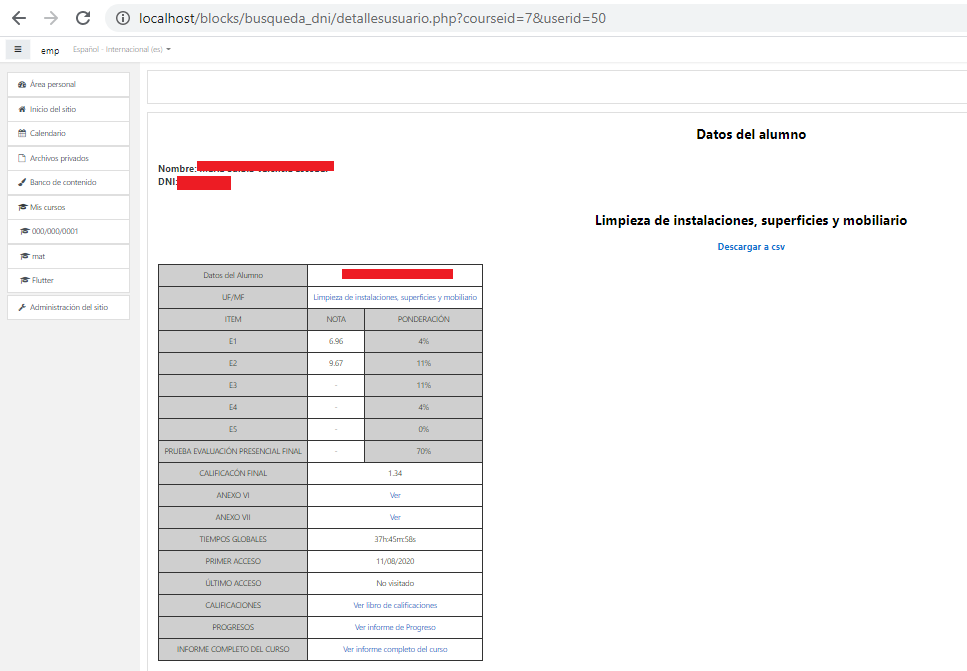 localhost/blocks/busqueda_dni/detallesusuario.php?courseid=7&userid=50
emp Español - Internacional (es)
Área personal
Inicio del sitio
Calendario
Archivos privados
Banco de contenido
Mis cursos
000/000/0001
mat
Flutter
Administración del sitio
Datos del alumno
Nombre:
DNI:
Limpieza de instalaciones, superficies y mobiliario
Descargar a csv
Datos del Alumno
UF/MF Limpieza de instalaciones, superficies y mobiliario
ITEM NOTA PONDERACIÓN
E1 6.96 4%
E2 9.67 11%
E3 - 11%
E4 - 4%
E5 - 0%
PRUEBA EVALUACIÓN PRESENCIAL FINAL - 70%
CALIFICACÓN FINAL 1.34
ANEXO VI Ver
ANEXO VII Ver
TIEMPOS GLOBALES 37h:45m:58s
PRIMER ACCESO 11/08/2020
ÚLTIMO ACCESO No visitado
CALIFICACIONES Ver libro de calificaciones
PROGRESOS Ver informe de Progreso
INFORME COMPLETO DEL CURSO Ver informe completo del curso